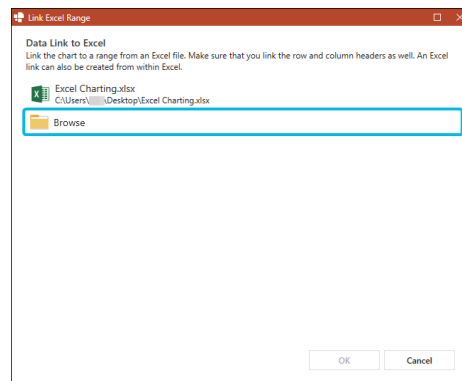 Link Excel Range
Data Link to Excel
Link the chart to a range from an Excel file. Make sure that you link the row and column headers as well. An Excel
link can also be created from within Excel.
Excel Charting.xlsx
C:\Users\ \Desktop\Excel Charting.xlsx
Browse
OK
Cancel